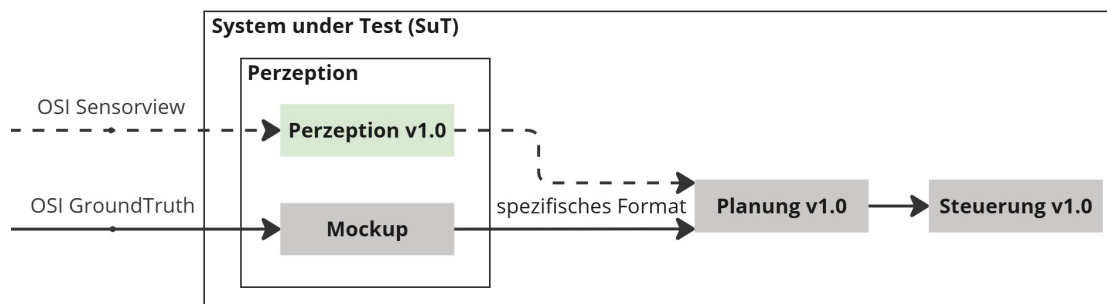 System under Test (SuT)
Perzeption
OSI Sensorview
Perzeption v1.0
OSI GroundTruth
spezifisches Format
Mockup
Planung v1.0
Steuerung v1.0